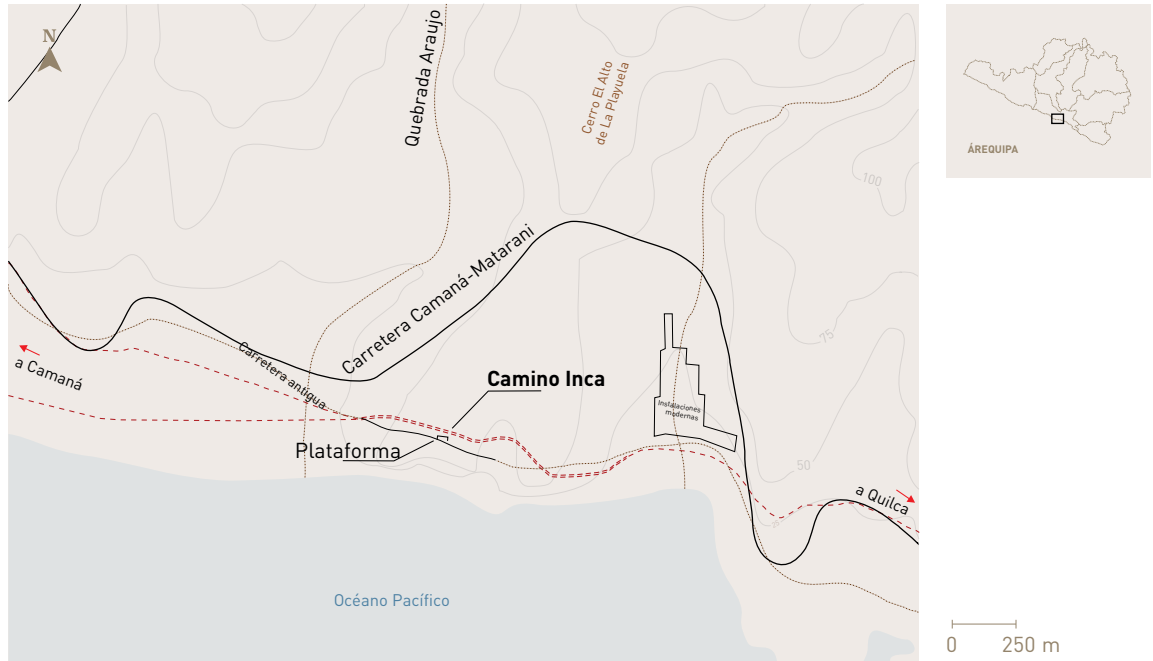 N
Quebrada Araujo
Cerro El Alto
de La Playuela
100
ÁREQUIPA
Carretera Camaná-Matarani
75
a Camaná
Carretera antigua
Camino Inca
Instalaciones
modernas
Plataforma
50
a Quilca
25
Océano Pacífico
0 250 m